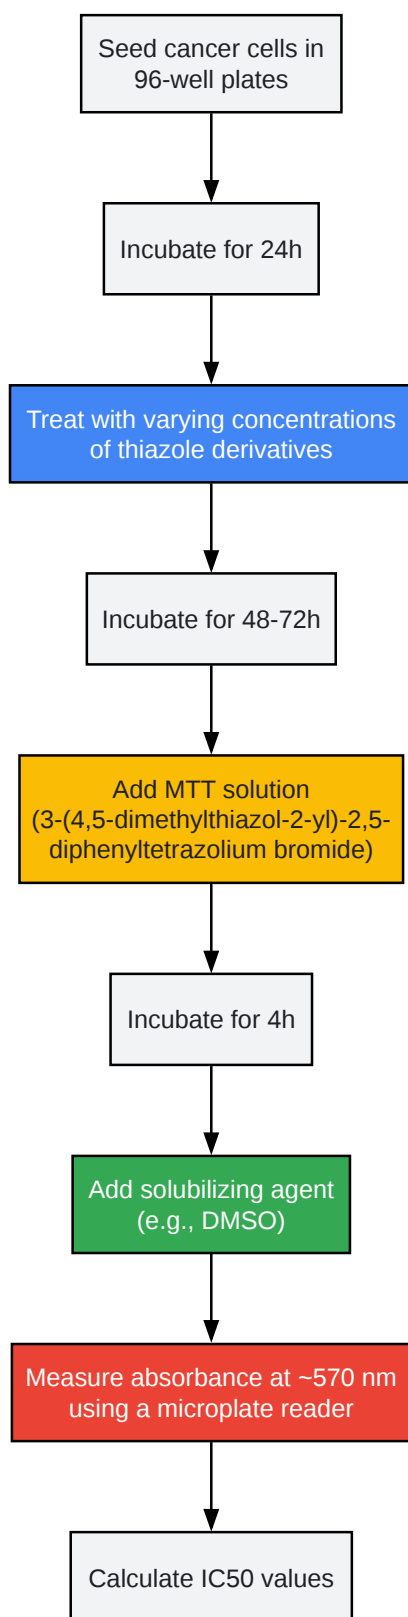 Seed cancer cells in
96-well plates
Incubate for 24h
Treat with varying concentrations
of thiazole derivatives
Incubate for 48-72h
Add MTT solution
(3-(4,5-dimethylthiazol-2-yl)-2,5-
diphenyltetrazolium bromide)
Incubate for 4h
Add solubilizing agent
(e.g., DMSO)
Measure absorbance at ~570 nm
using a microplate reader
Calculate IC50 values